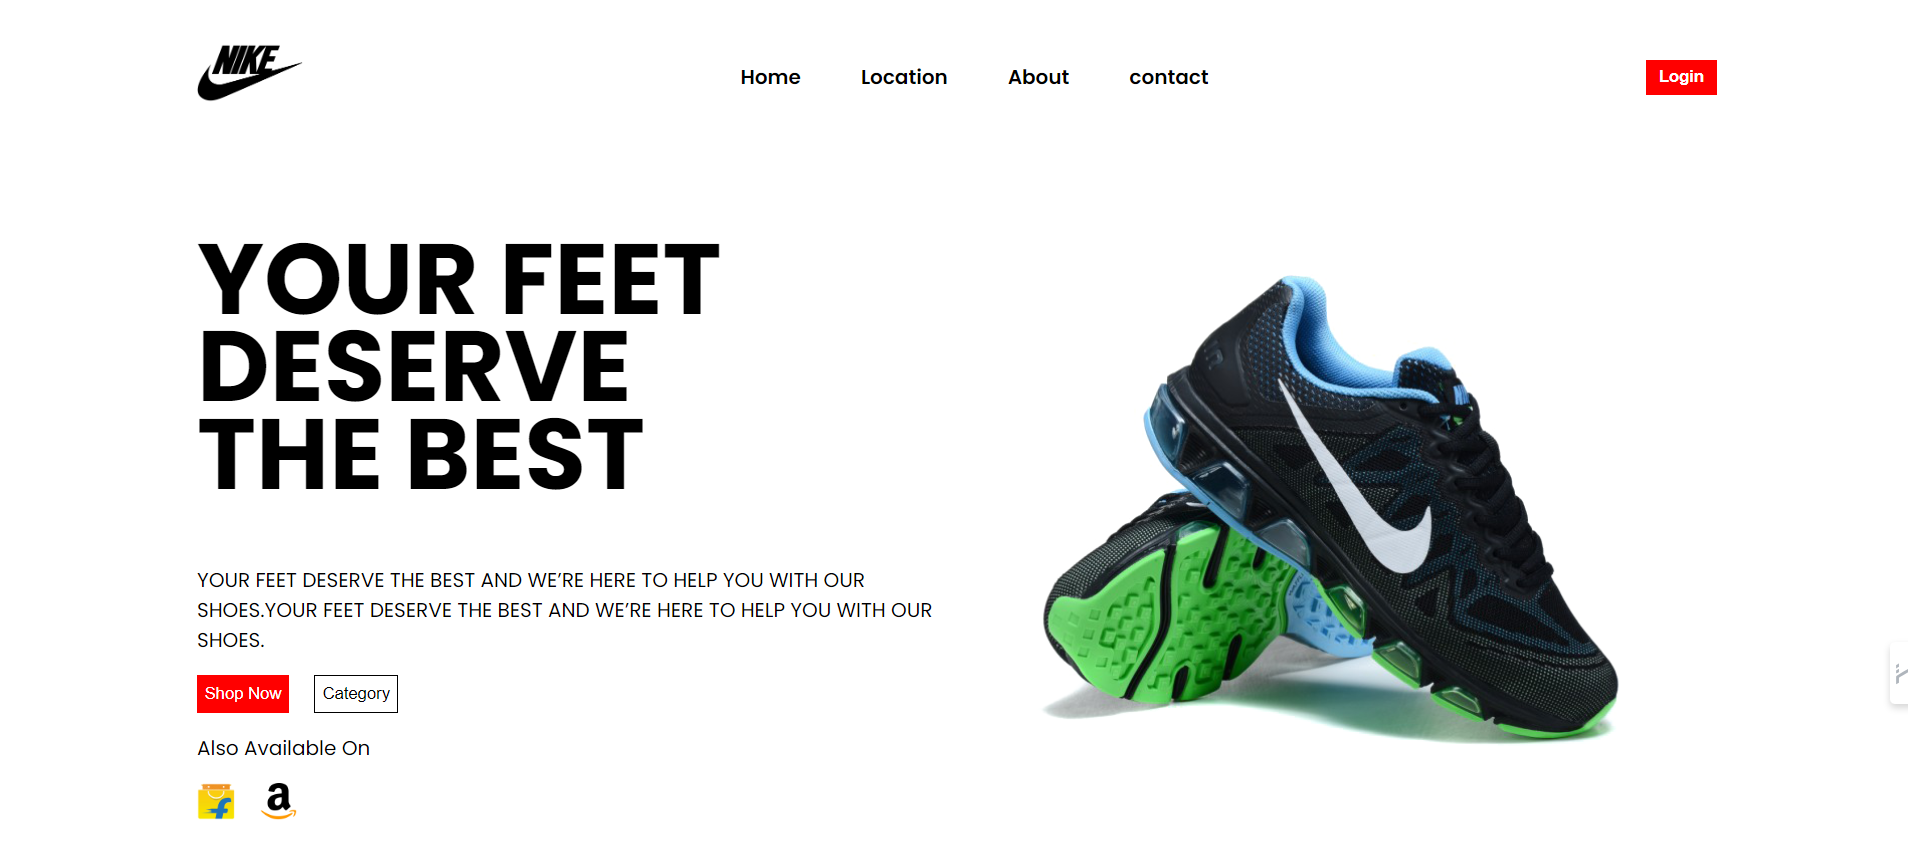 NIKE
Home Location About contact
Login
YOUR FEET
DESERVE
THE BEST
YOUR FEET DESERVE THE BEST AND WE’RE HERE TO HELP YOU WITH OUR
SHOES.YOUR FEET DESERVE THE BEST AND WE’RE HERE TO HELP YOU WITH OUR
SHOES.
Shop Now
Category
Also Available On
f
a